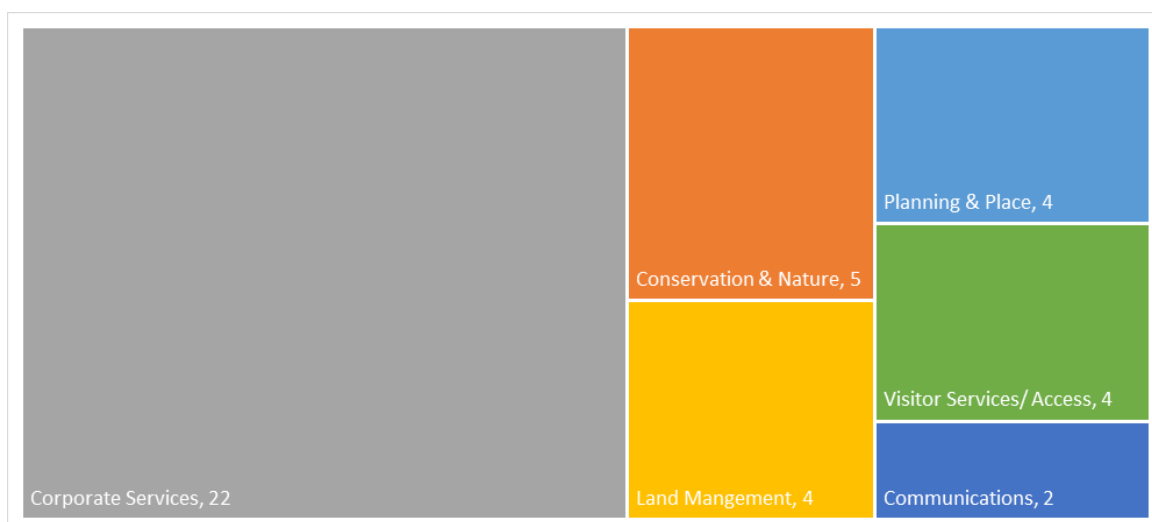 Corporate Services, 22
Conservation & Nature, 5
Land Mangement, 4
Planning & Place, 4
Visitor Services/ Access, 4
Communications, 2